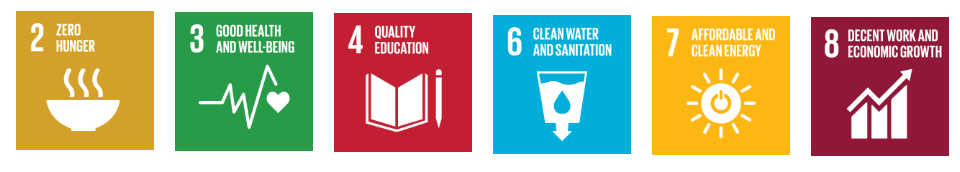 2 ZERO
HUNGER
3 GOOD HEALTH
AND WELL-BEING
4 QUALITY
EDUCATION
6 CLEAN WATER
AND SANITATION
7 AFFORDABLE AND
CLEAN ENERGY
8 DECENT WORK AND
ECONOMIC GROWTH